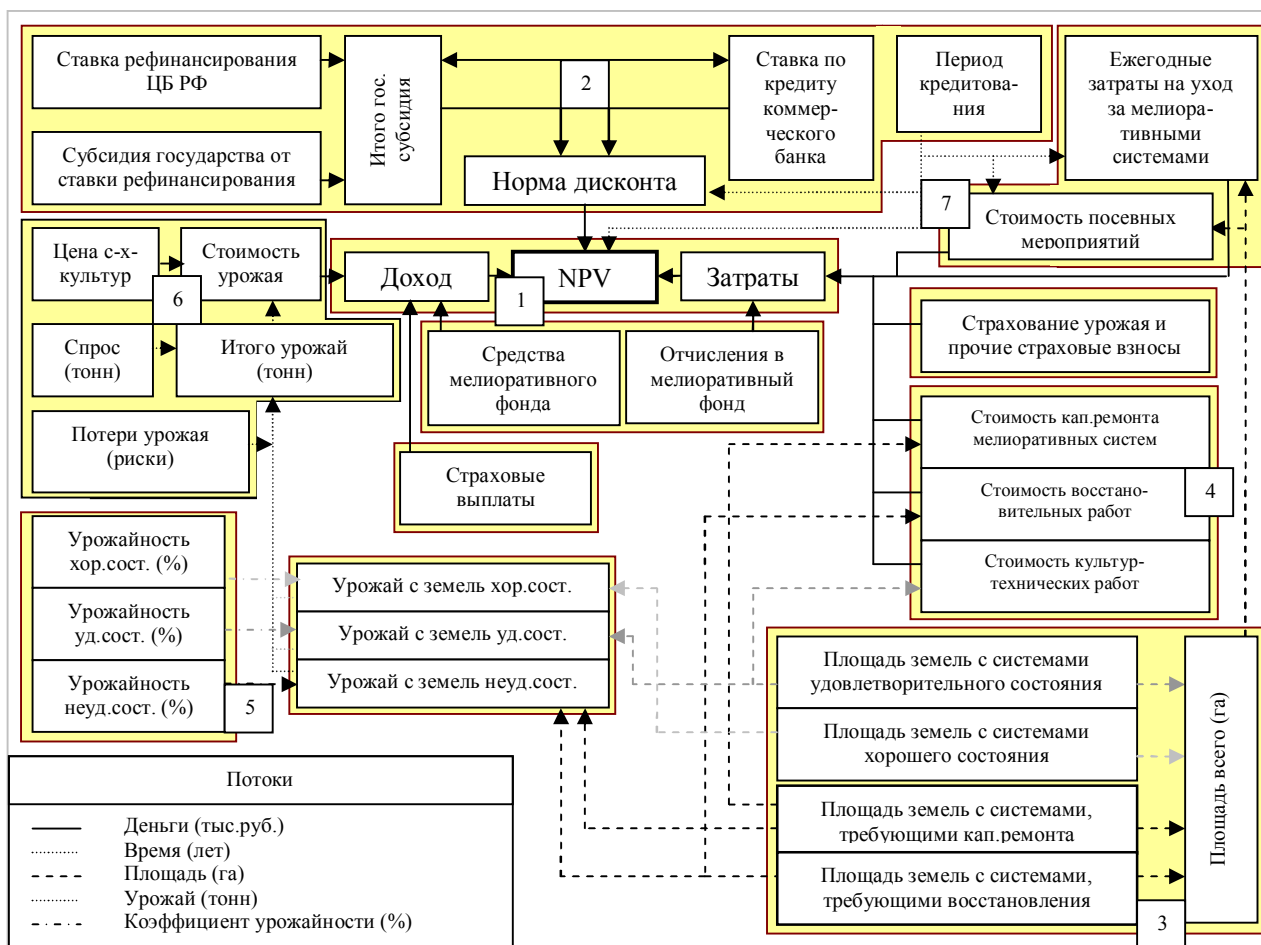 Ставка рефинансирования
ЦБ РФ
Субсидия государства от
ставки рефинансирования
Итого гос.
субсидия
2
Норма дисконта
Ставка по
кредиту
коммер-
ческого
банка
Период
кредитова-
ния
Ежегодные
затраты на уход
за мелиора-
тивными
системами
7
Стоимость посевных
мероприятий
Цена с-х-
культур
Стоимость
урожая
6
Спрос
(тонн)
Итого урожай
(тонн)
Потери урожая
(риски)
Доход
NPV
Затраты
1
Средства
мелиоративного
фонда
Отчисления в
мелиоративный
фонд
Страховые
выплаты
Страхование урожая и
прочие страховые взносы
Стоимость кап.ремонта
мелиоративных систем
Стоимость восстано-
вительных работ
4
Стоимость культур-
технических работ
Урожайность
хор.сост. (%)
Урожайность
уд.сост. (%)
Урожайность
неуд.сост. (%)
5
Урожай с земель хор.сост.
Урожай с земель уд.сост.
Урожай с земель неуд.сост.
Площадь земель с системами
удовлетворительного состояния
Площадь земель с системами
хорошего состояния
Площадь земель с системами,
требующими кап.ремонта
Площадь земель с системами,
требующими восстановления
Площадь всего (га)
3
Потоки
Деньги (тыс.руб.)
Время (лет)
Площадь (га)
Урожай (тонн)
Коэффициент урожайности (%)